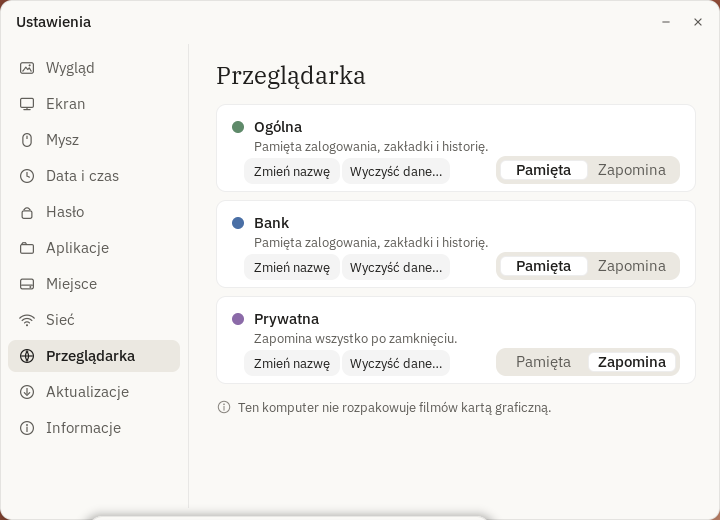 Ustawienia
Wygląd
Ekran
Mysz
Data i czas
Hasło
Aplikacje
Miejsce
Sieć
Przeglądarka
Aktualizacje
Informacje
Przeglądarka
Ogólna
Pamięta zalogowania, zakładki i historię.
Zmień nazwę Wyczyść dane... Pamięta Zapomina
Bank
Pamięta zalogowania, zakładki i historię.
Zmień nazwę Wyczyść dane... Pamięta Zapomina
Prywatna
Zapomina wszystko po zamknięciu.
Zmień nazwę Wyczyść dane... Pamięta Zapomina
Ten komputer nie rozpakowuje filmów kartą graficzną.